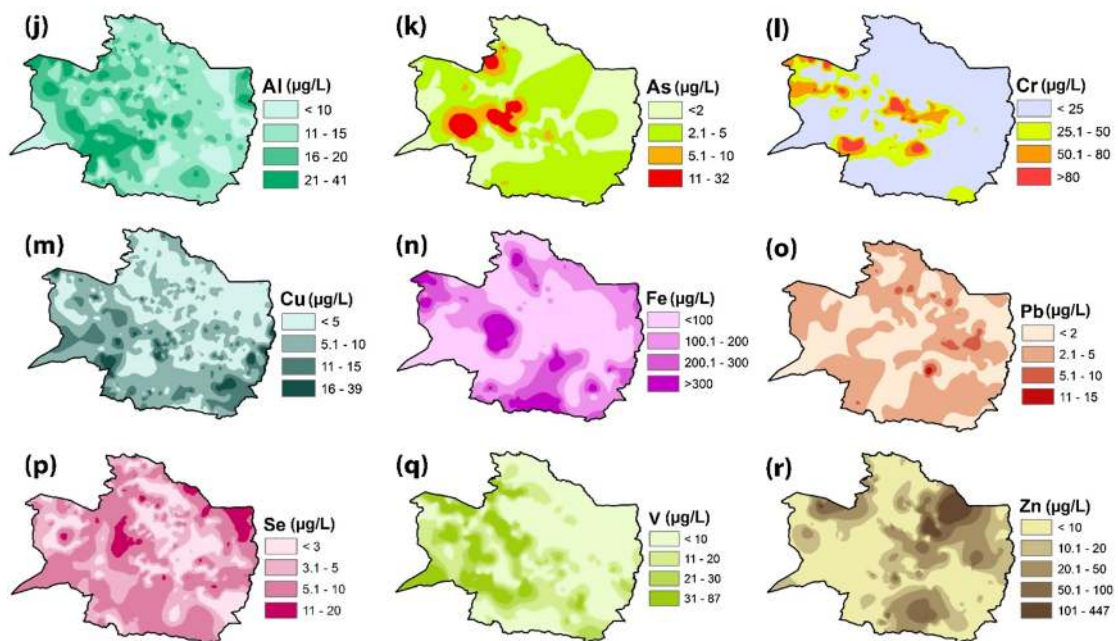 (j)
Al (µg/L)
< 10
11 - 15
16 - 20
21 - 41
(k)
As (µg/L)
<2
2.1 - 5
5.1 - 10
11 - 32
(l)
Cr (µg/L)
< 25
25.1 - 50
50.1 - 80
>80
(m)
Cu (µg/L)
< 5
5.1 - 10
11 - 15
16 - 39
(n)
Fe (µg/L)
<100
100.1 - 200
200.1 - 300
>300
(o)
Pb (µg/L)
< 2
2.1 - 5
5.1 - 10
11 - 15
(p)
Se (µg/L)
< 3
3.1 - 5
5.1 - 10
11 - 20
(q)
V (µg/L)
< 10
11 - 20
21 - 30
31 - 87
(r)
Zn (µg/L)
< 10
10.1 - 20
20.1 - 50
50.1 - 100
101 - 447